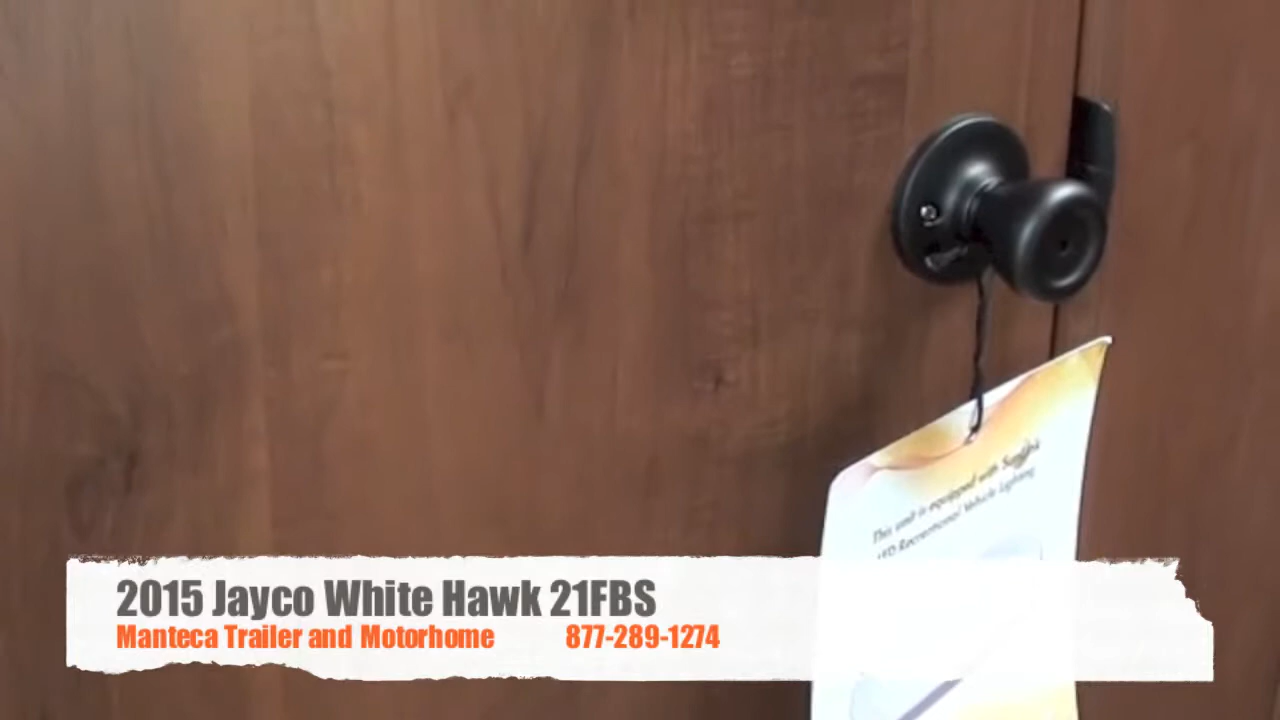 This unit is equipped with
LED Recreational Vehicle Lighting
2015 Jayco White Hawk 21FBS
Manteca Trailer and Motorhome 877-289-1274